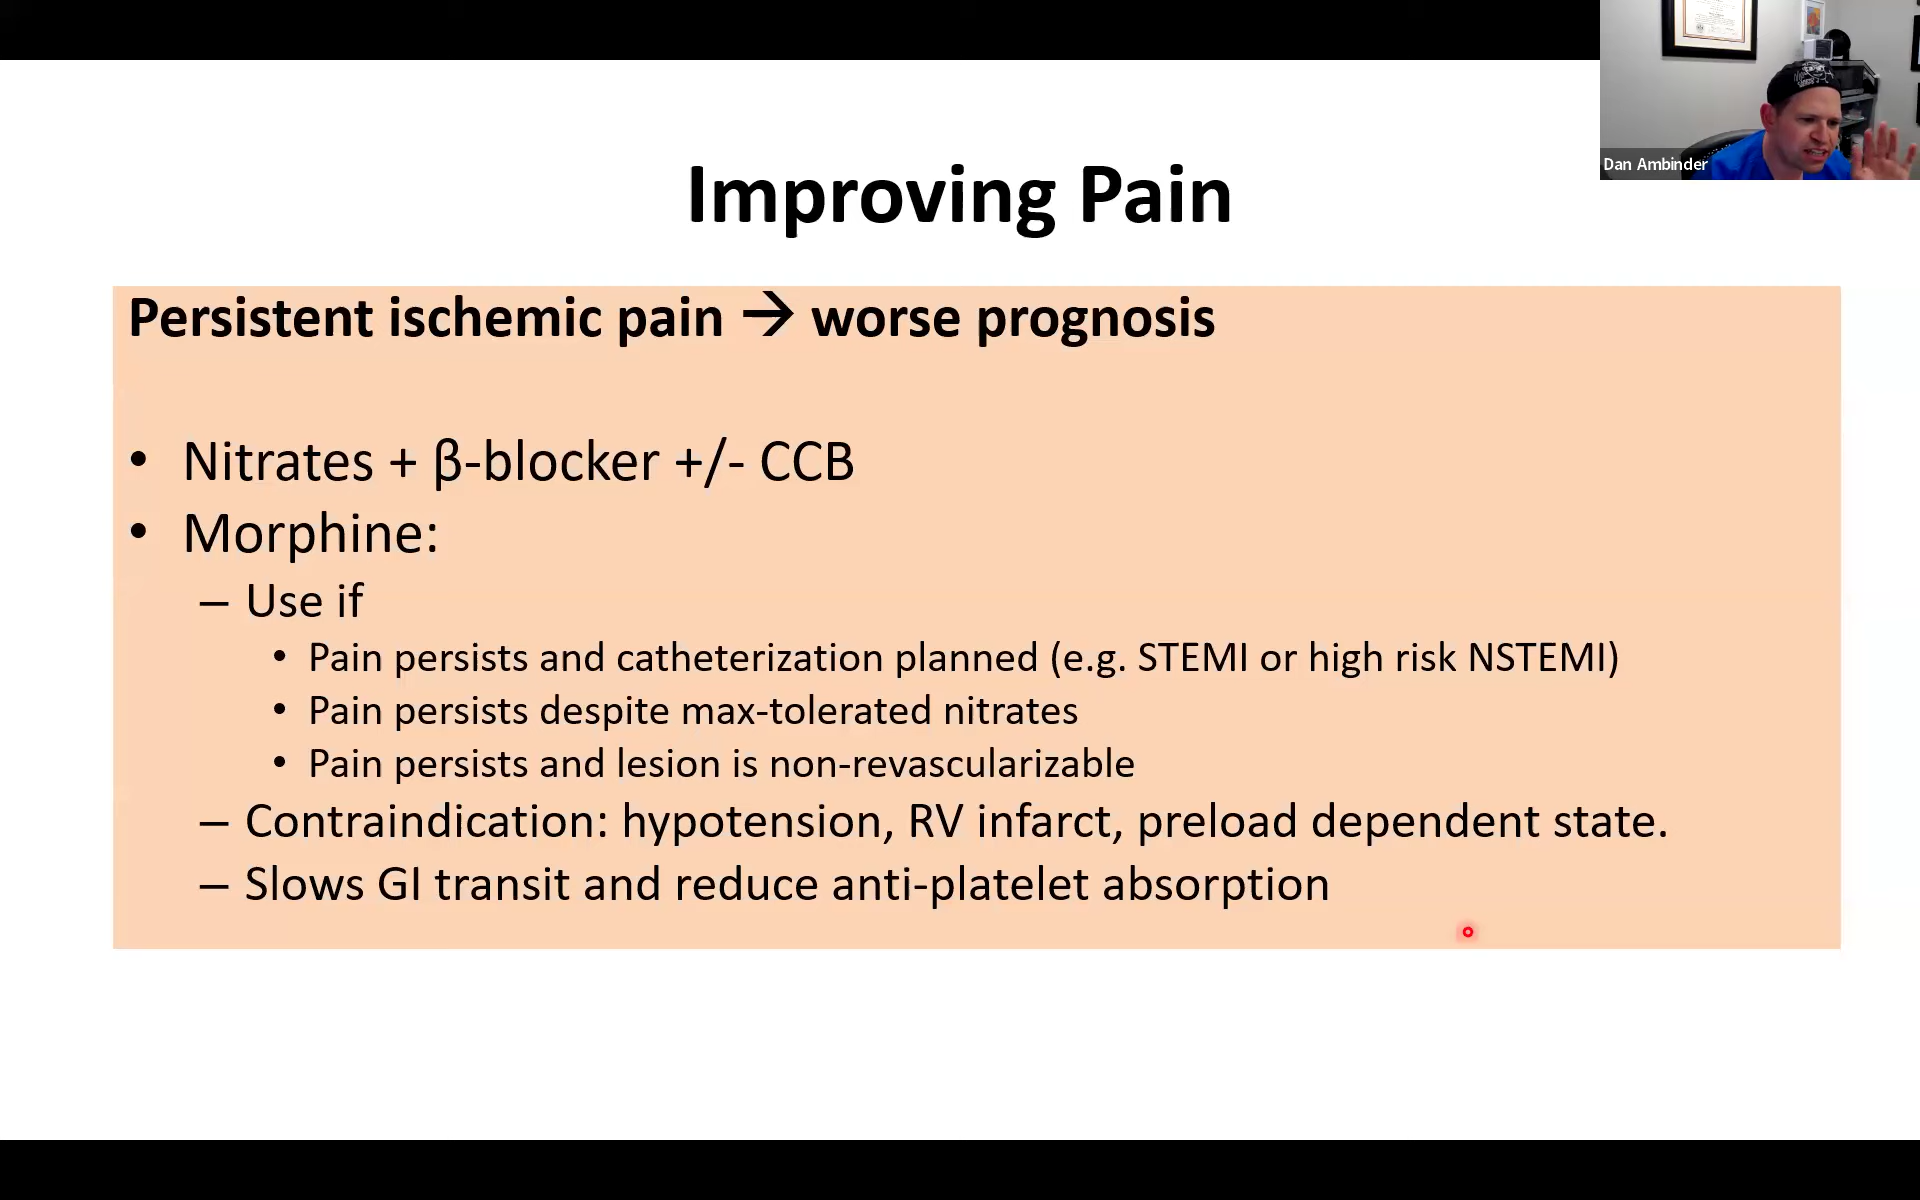 Dan Ambinder
Improving Pain
Persistent ischemic pain → worse prognosis
• Nitrates + β-blocker +/- CCB
• Morphine:
– Use if
• Pain persists and catheterization planned (e.g. STEMI or high risk NSTEMI)
• Pain persists despite max-tolerated nitrates
• Pain persists and lesion is non-revascularizable
– Contraindication: hypotension, RV infarct, preload dependent state.
– Slows GI transit and reduce anti-platelet absorption